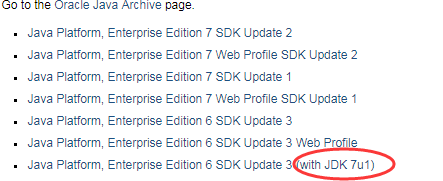 Go to the Oracle Java Archive page.
Java Platform, Enterprise Edition 7 SDK Update 2
Java Platform, Enterprise Edition 7 Web Profile SDK Update 2
Java Platform, Enterprise Edition 7 SDK Update 1
Java Platform, Enterprise Edition 7 Web Profile SDK Update 1
Java Platform, Enterprise Edition 6 SDK Update 3
Java Platform, Enterprise Edition 6 SDK Update 3 Web Profile
Java Platform, Enterprise Edition 6 SDK Update 3 (with JDK 7u1)